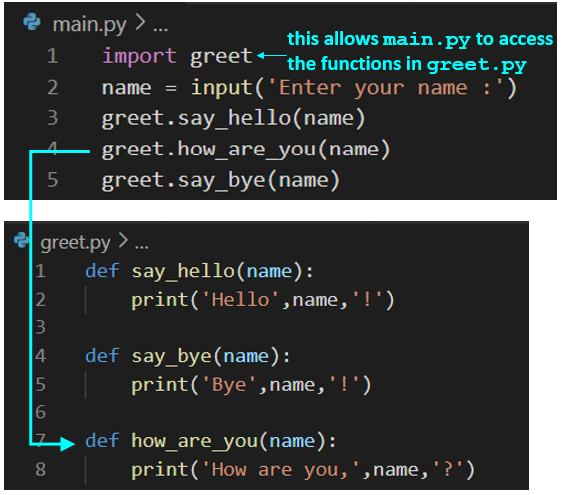 main.py > ...
1 import greet
this allows main.py to access
the functions in greet.py
2 name = input('Enter your name :')
3 greet.say_hello(name)
4 greet.how_are_you(name)
5 greet.say_bye(name)
greet.py > ...
1 def say_hello(name):
2 print('Hello',name,'!')
3
4 def say_bye(name):
5 print('Bye',name,'!')
6
7 def how_are_you(name):
8 print('How are you,',name,'?')